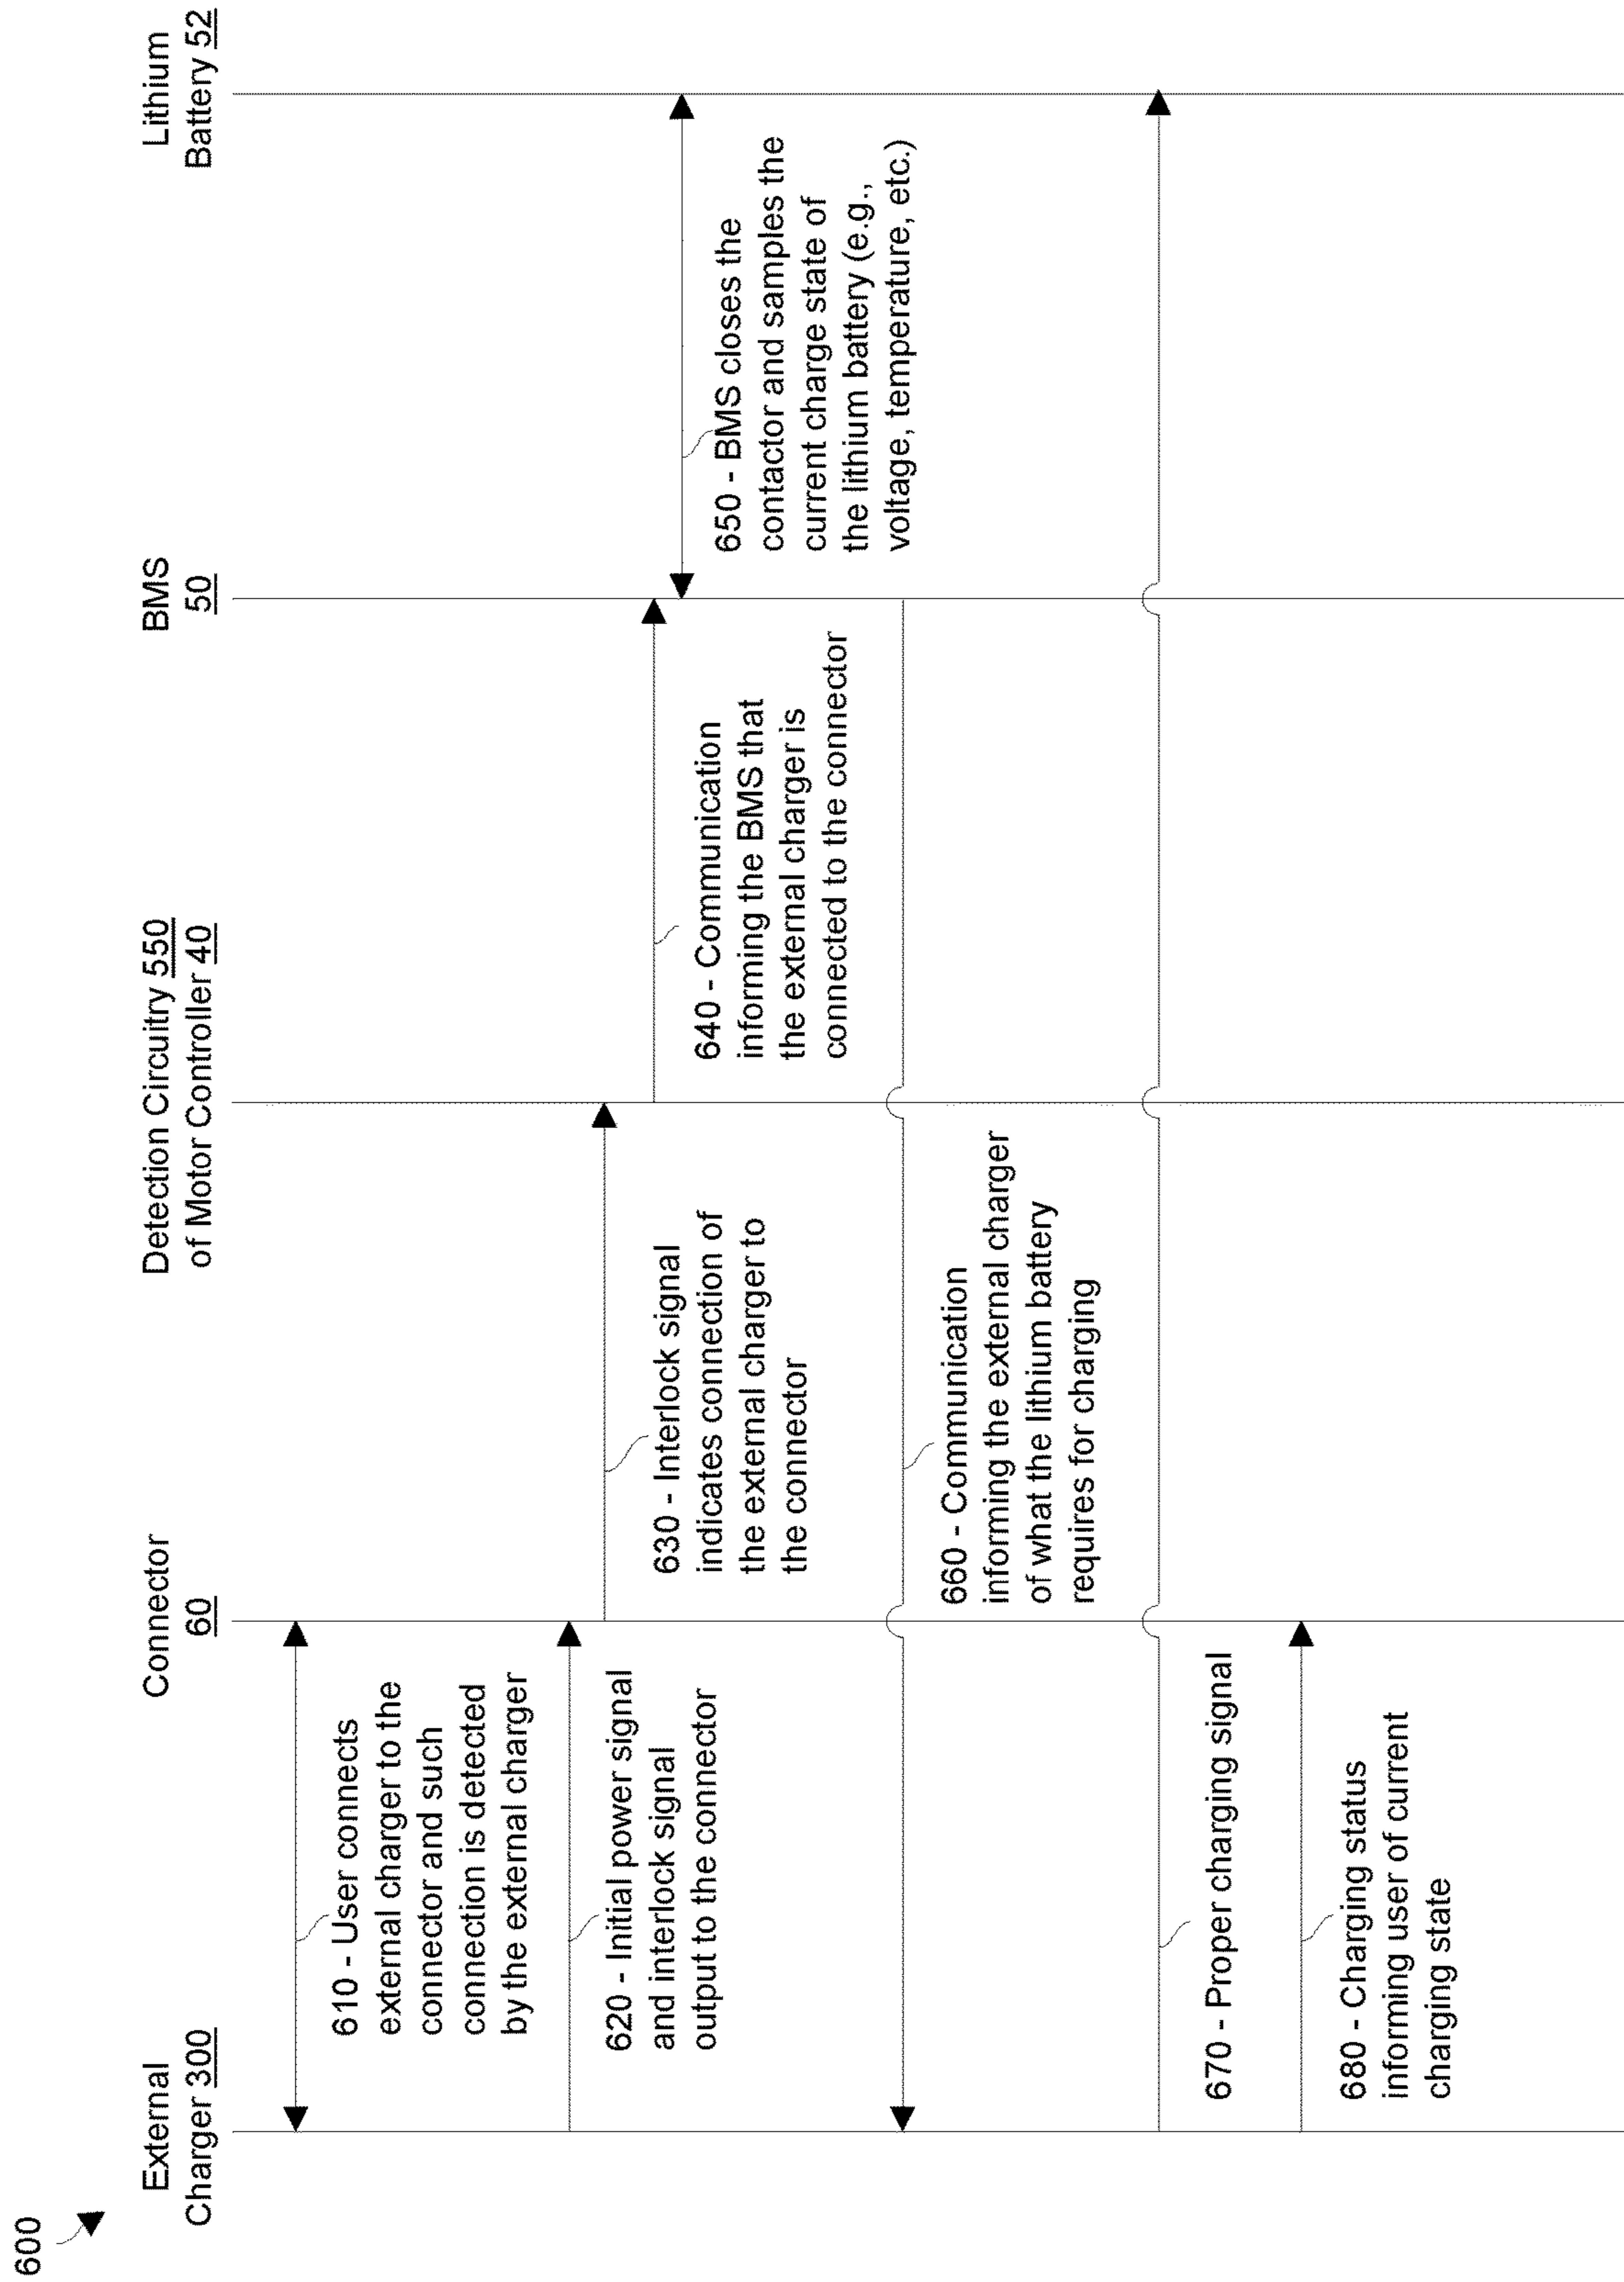 600
External
Charger 300
Connector
60
Detection Circuitry 550
of Motor Controller 40
BMS
50
Lithium
Battery 52
610 - User connects
external charger to the
connector and such
connection is detected
by the external charger
620 - Initial power signal
and interlock signal
output to the connector
630 - Interlock signal
indicates connection of
the external charger to
the connector
640 - Communication
informing the BMS that
the external charger is
connected to the connector
650 - BMS closes the
contactor and samples the
current charge state of
the lithium battery (e.g.,
voltage, temperature, etc.)
660 - Communication
informing the external charger
of what the lithium battery
requires for charging
670 - Proper charging signal
680 - Charging status
informing user of current
charging state